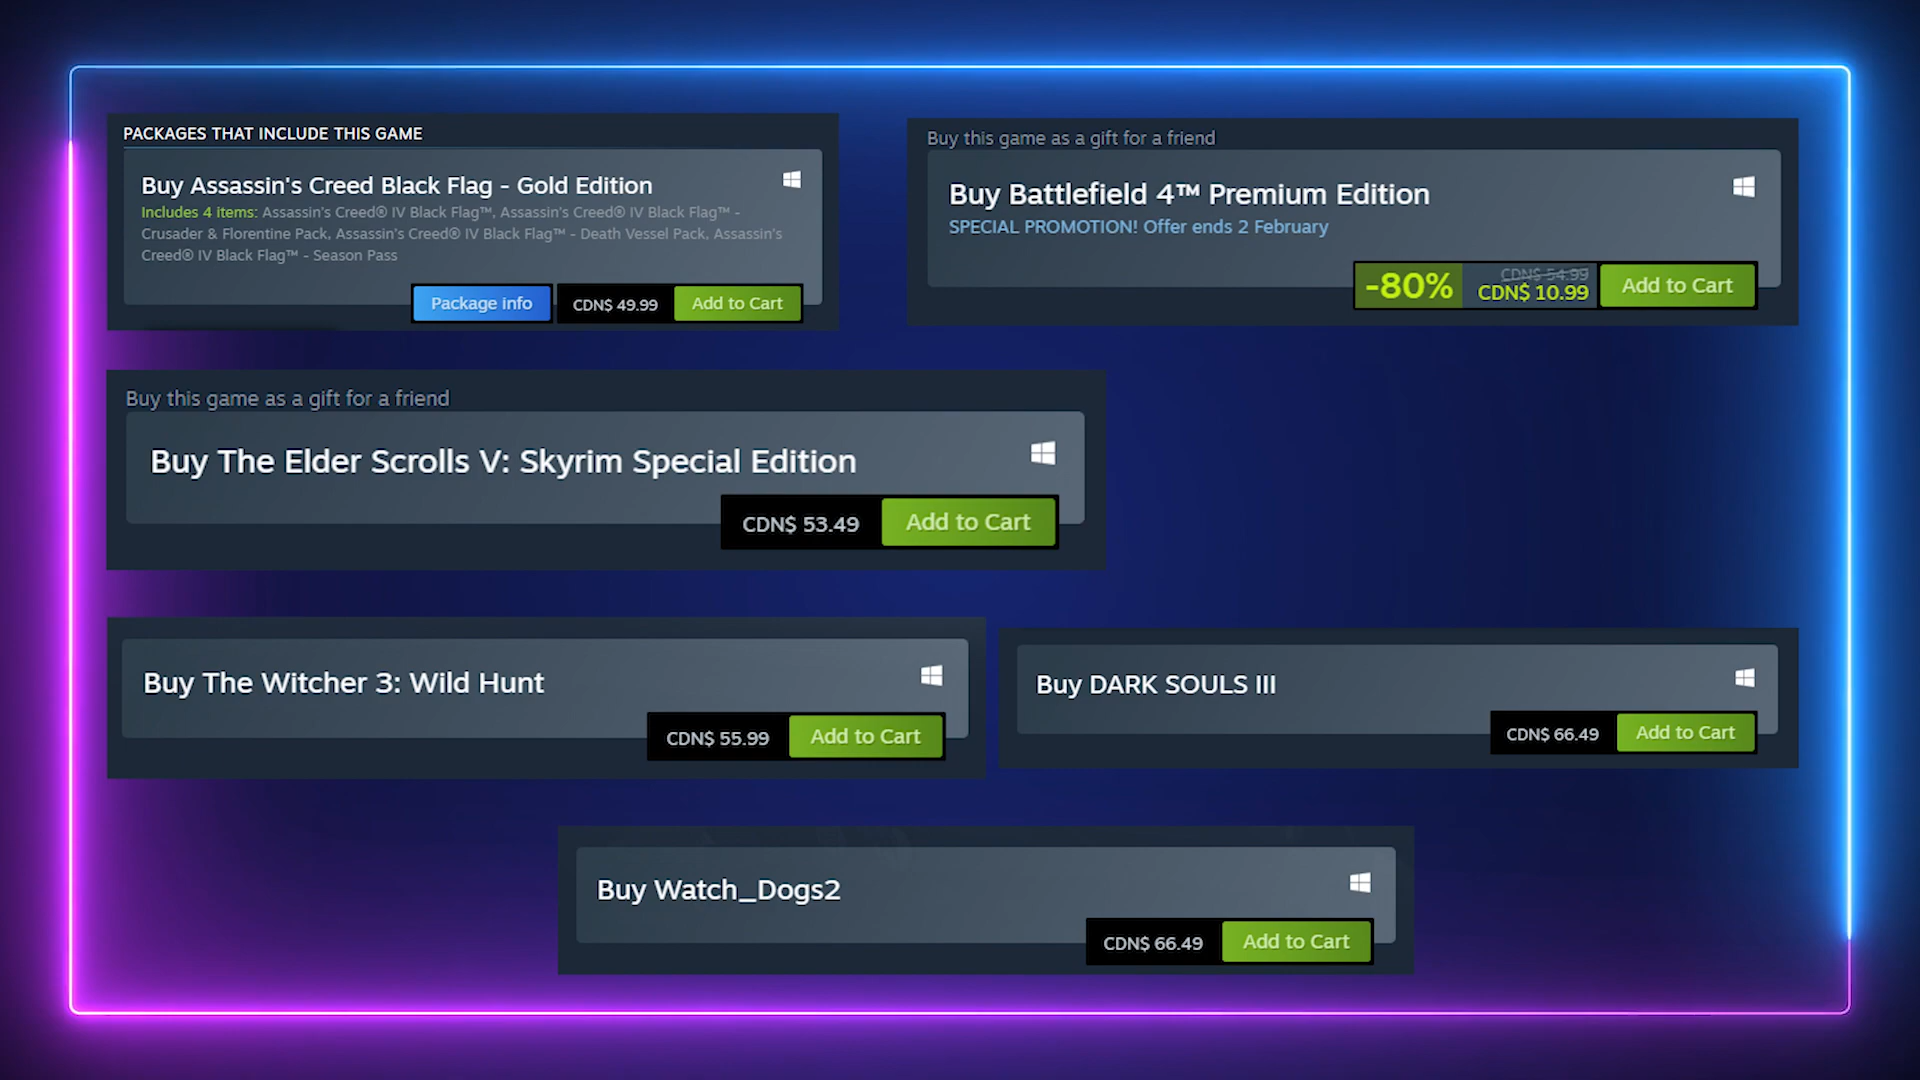 PACKAGES THAT INCLUDE THIS GAME
Buy Assassin's Creed Black Flag - Gold Edition
Includes 4 items: Assassin's Creed® IV Black Flag™, Assassin's Creed® IV Black Flag™ -
Crusader & Florentine Pack, Assassin's Creed® IV Black Flag™ - Death Vessel Pack, Assassin's
Creed® IV Black Flag™ - Season Pass
Package info
CDN$ 49.99
Add to Cart
Buy this game as a gift for a friend
Buy Battlefield 4™ Premium Edition
SPECIAL PROMOTION! Offer ends 2 February
-80%
CDN$ 54.99
CDN$ 10.99
Add to Cart
Buy this game as a gift for a friend
Buy The Elder Scrolls V: Skyrim Special Edition
CDN$ 53.49
Add to Cart
Buy The Witcher 3: Wild Hunt
CDN$ 55.99
Add to Cart
Buy DARK SOULS III
CDN$ 66.49
Add to Cart
Buy Watch_Dogs2
CDN$ 66.49
Add to Cart